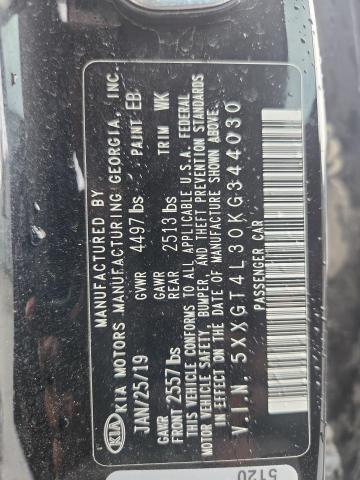 KIA
MANUFACTURED BY
KIA MOTORS MANUFACTURING GEORGIA, INC.
JAN/25/19 GVWR 4497 lbs PAINT EB
GAWR FRONT 2557 lbs GAWR REAR 2513 lbs TRIM WK
THIS VEHICLE CONFORMS TO ALL APPLICABLE U.S.A. FEDERAL
MOTOR VEHICLE SAFETY, BUMPER, AND THEFT PREVENTION STANDARDS
IN EFFECT ON THE DATE OF MANUFACTURE SHOWN ABOVE.
V.I.N. 5XXGT4L30KG344030
PASSENGER CAR
5120